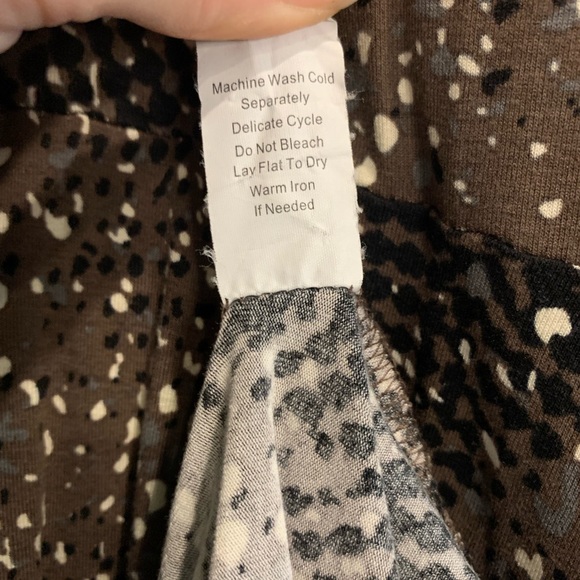 Machine Wash Cold
Separately
Delicate Cycle
Do Not Bleach
Lay Flat To Dry
Warm Iron
If Needed